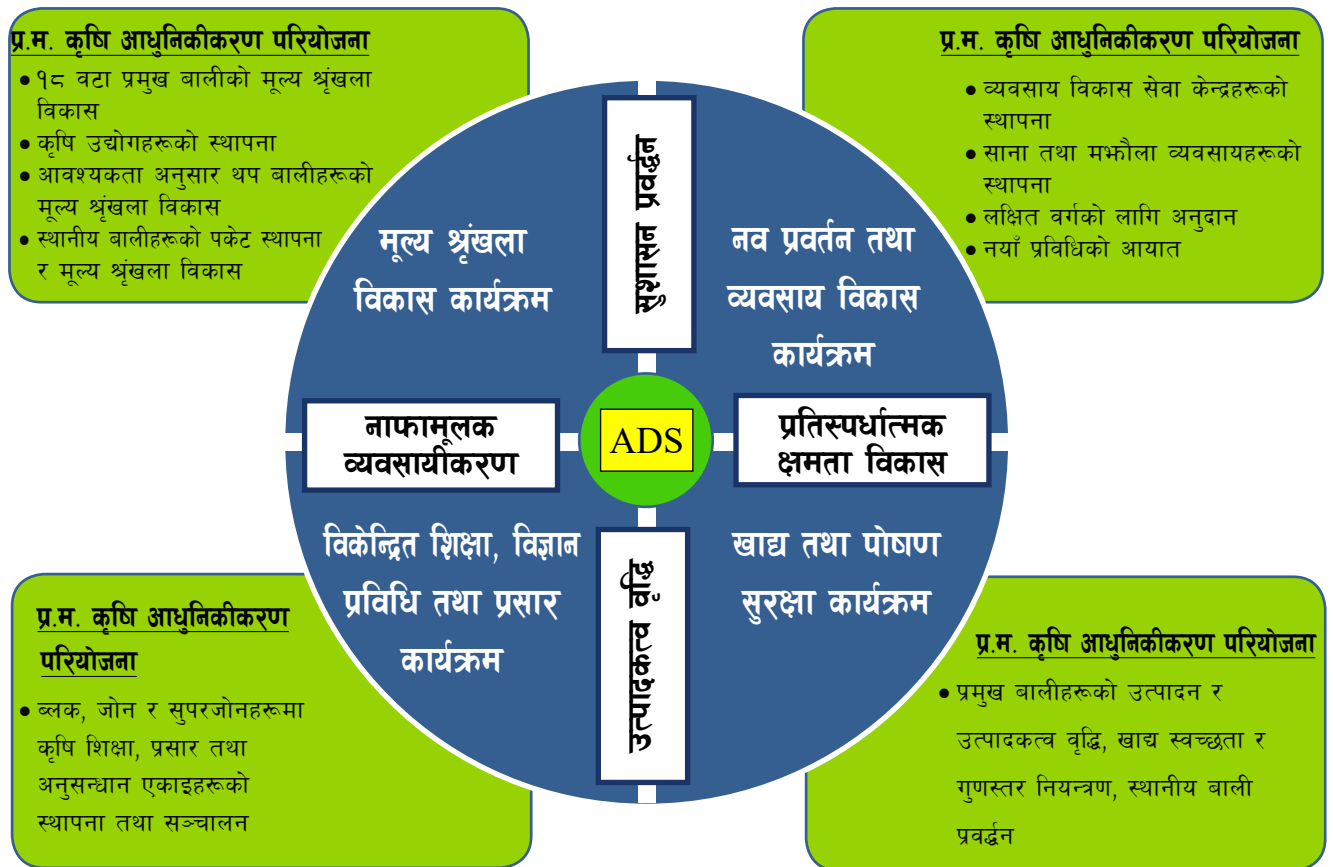 प्र.म. कृषि आधुनिकीकरण परियोजना
• १८ वटा प्रमुख बालीको मूल्य श्रृंखला
विकास
• कृषि उद्योगहरूको स्थापना
• आवश्यकता अनुसार थप बालीहरूको
मूल्य श्रृंखला विकास
• स्थानीय बालीहरूको पकेट स्थापना
र मूल्य श्रृंखला विकास
प्र.म. कृषि आधुनिकीकरण परियोजना
• व्यवसाय विकास सेवा केन्द्रहरूको
स्थापना
• साना तथा मझौला व्यवसायहरूको
स्थापना
• लक्षित वर्गको लागि अनुदान
• नयाँ प्रविधिको आयात
मूल्य श्रृंखला
विकास कार्यक्रम
सुशासन प्रवर्द्धन
नव प्रवर्तन तथा
व्यवसाय विकास
कार्यक्रम
नाफामूलक
व्यवसायीकरण
ADS
प्रतिस्पर्धात्मक
क्षमता विकास
विकेन्द्रित शिक्षा, विज्ञान
प्रविधि तथा प्रसार
कार्यक्रम
उत्पादकत्व वृद्धि
खाद्य तथा पोषाण
सुरक्षा कार्यक्रम
प्र.म. कृषि आधुनिकीकरण
परियोजना
• ब्लक, जोन र सुपरजोनहरूमा
कृषि शिक्षा, प्रसार तथा
अनुसन्धान एकाइहरूको
स्थापना तथा सञ्चालन
प्र.म. कृषि आधुनिकीकरण परियोजना
• प्रमुख बालीहरूको उत्पादन र
उत्पादकत्व वृद्धि, खाद्य स्वच्छता र
गुणस्तर नियन्त्रण, स्थानीय बाली
प्रवर्द्धन